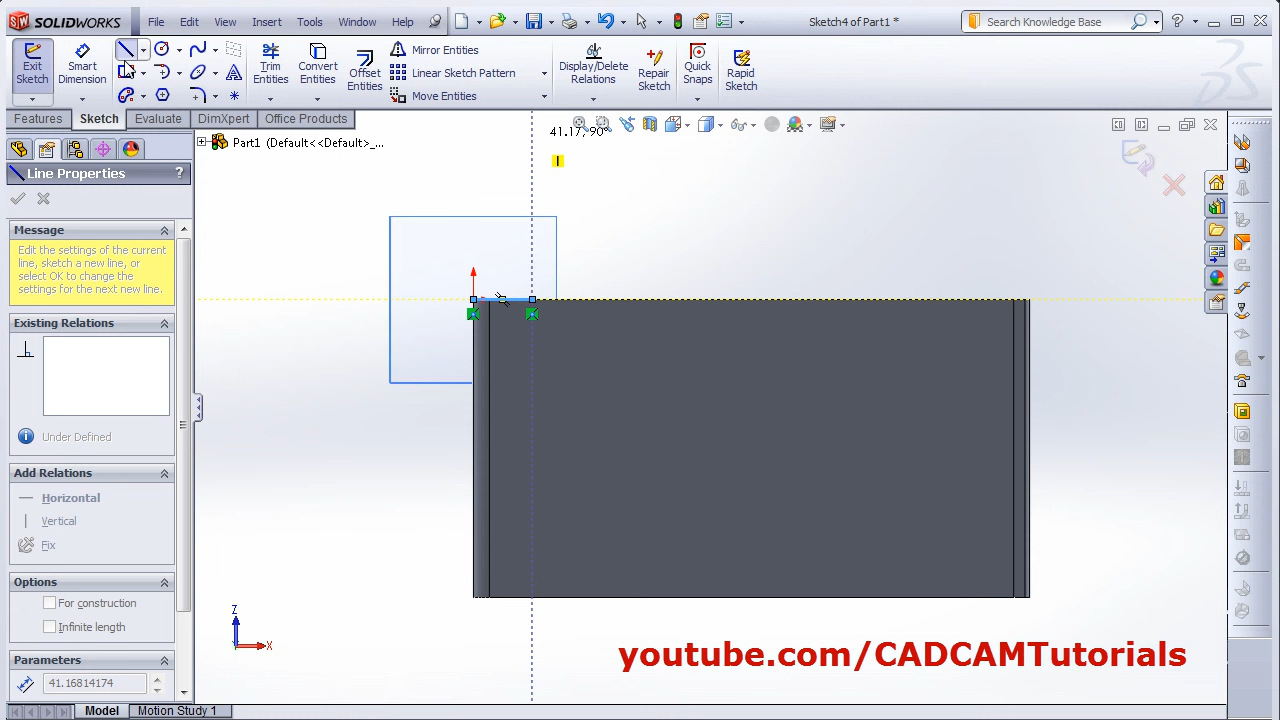 SOLIDWORKS File Edit View Insert Tools Window Help Sketch4 of Part1 * Search Knowledge Base ?
Exit Sketch
Smart Dimension
Trim Entities
Convert Entities
Offset Entities
Mirror Entities
Linear Sketch Pattern
Move Entities
Display/Delete Relations
Repair Sketch
Quick Snaps
Rapid Sketch
Features Sketch Evaluate DimXpert Office Products
41.17, 90°
Part1 (Default<<Default>_...
Line Properties ?
Message
Edit the settings of the current
line, sketch a new line, or
select OK to change the
settings for the next new line.
Existing Relations
Under Defined
Add Relations
Horizontal
Vertical
Fix
Options
For construction
Infinite length
Parameters
41.16814174
Z
X
youtube.com/CADCAMTutorials
Model Motion Study 1